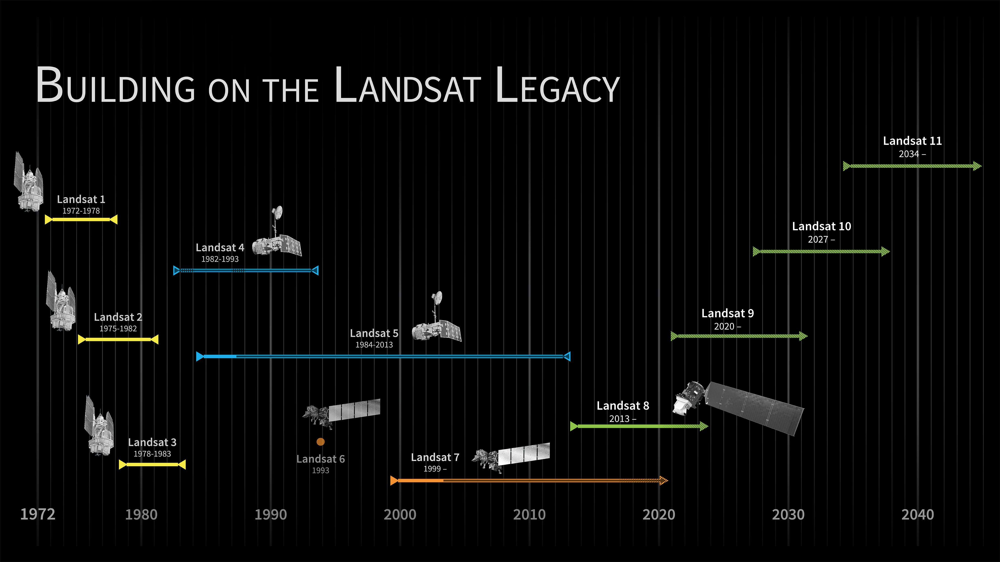 Building on the Landsat Legacy
Landsat 11
2034 –
Landsat 1
1972-1978
Landsat 10
2027 –
Landsat 4
1982-1993
Landsat 2
1975-1982
Landsat 9
2020 –
Landsat 5
1984-2013
Landsat 8
2013 –
Landsat 3
1978-1983
Landsat 6
1993
Landsat 7
1999 –
1972 1980 1990 2000 2010 2020 2030 2040